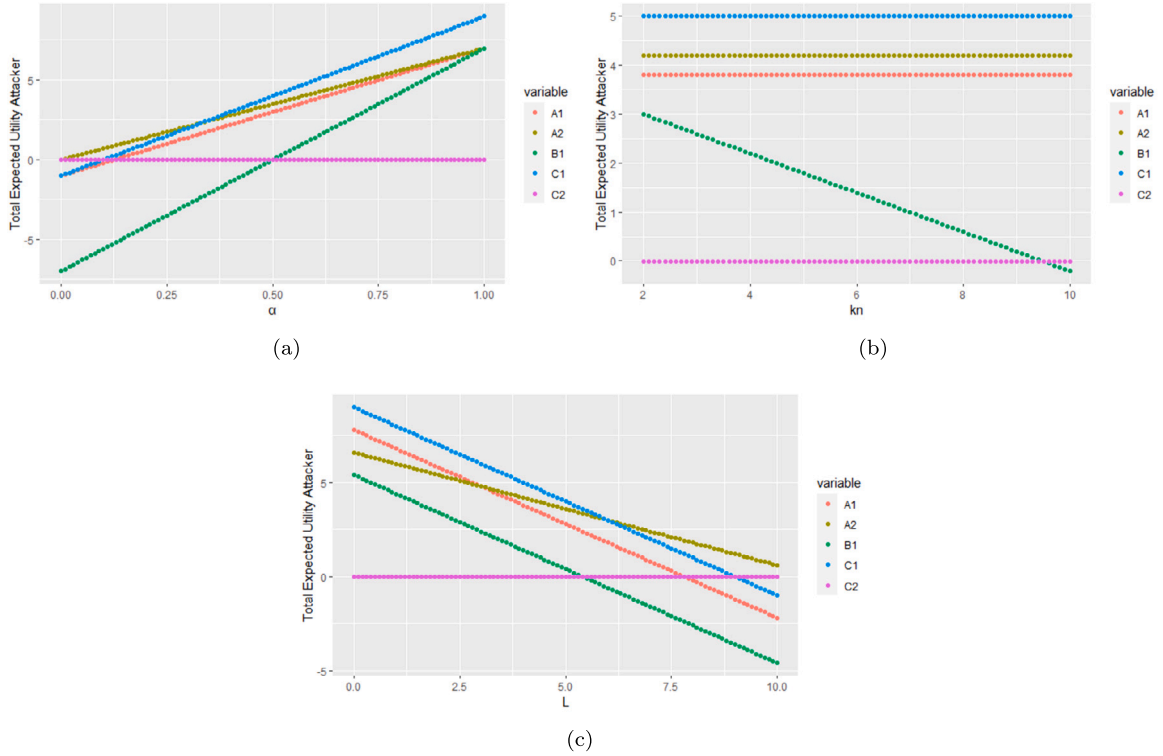 Total Expected Utility Attacker
5
0
-5
0.00 0.25 0.50 0.75 1.00
α
variable
A1
A2
B1
C1
C2
(a)
Total Expected Utility Attacker
5
4
3
2
1
0
2 4 6 8 10
kn
variable
A1
A2
B1
C1
C2
(b)
Total Expected Utility Attacker
5
0
-5
0.0 2.5 5.0 7.5 10.0
L
variable
A1
A2
B1
C1
C2
(c)